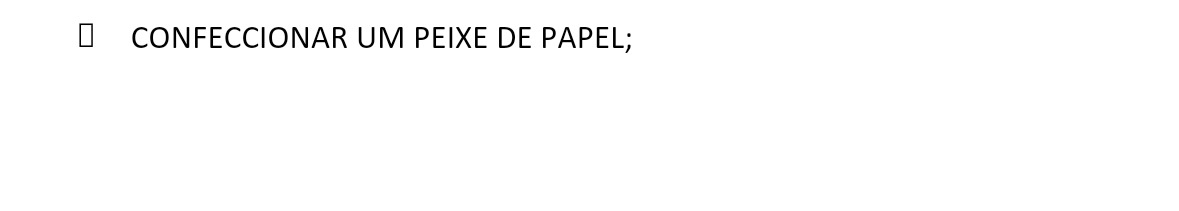 ▯ CONFECCIONAR UM PEIXE DE PAPEL;